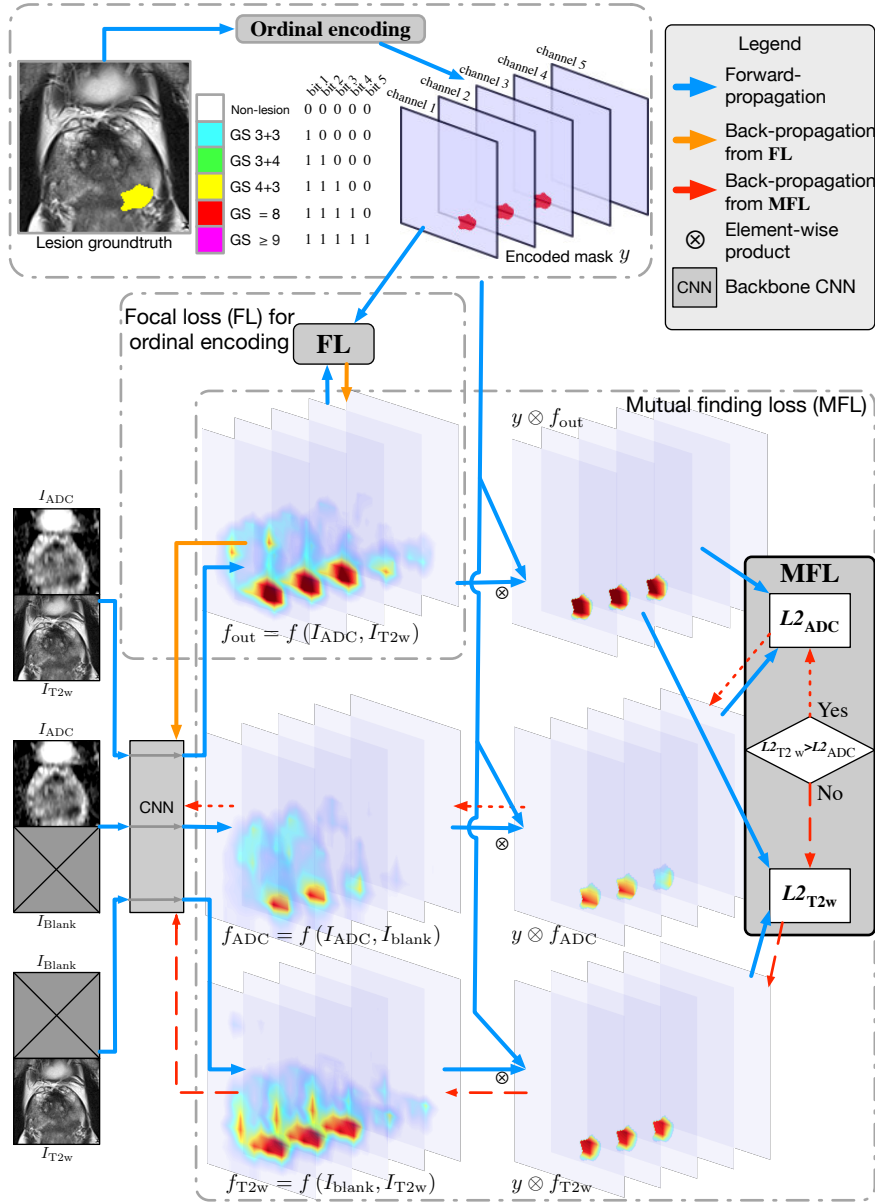 Ordinal encoding
bit 1 bit 2 bit 3 bit 4 bit 5
Non-lesion 0 0 0 0 0
GS 3+3 1 0 0 0 0
GS 3+4 1 1 0 0 0
GS 4+3 1 1 1 0 0
GS = 8 1 1 1 1 0
GS ≥ 9 1 1 1 1 1
Lesion groundtruth
channel 1
channel 2
channel 3
channel 4
channel 5
Encoded mask y
Legend
Forward-
propagation
Back-propagation
from FL
Back-propagation
from MFL
⊗ Element-wise
product
CNN Backbone CNN
Focal loss (FL) for
ordinal encoding
FL
Mutual finding loss (MFL)
y ⊗ f_out
I_ADC
I_T2w
f_out = f (I_ADC, I_T2w)
⊗
MFL
L2_ADC
Yes
L2_T2 w>L2_ADC
No
L2_T2w
I_ADC
I_Blank
CNN
f_ADC = f (I_ADC, I_blank)
⊗
y ⊗ f_ADC
I_Blank
I_T2w
f_T2w = f (I_blank, I_T2w)
⊗
y ⊗ f_T2w